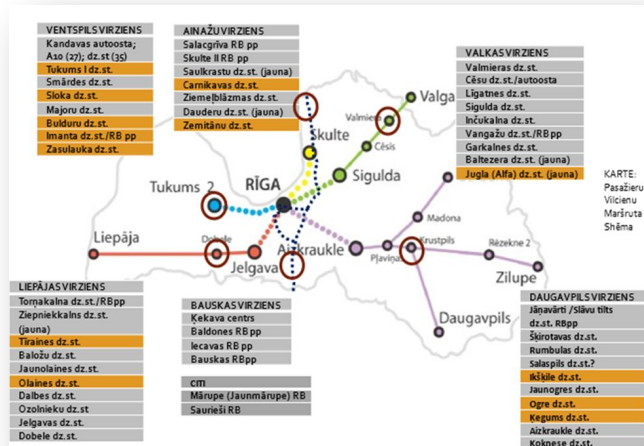 VENTSPILS VIRZIENS
Kandavas autoosta;
A10 (27); dz.st (35)
Tukums I dz.st.
Smārdes dz.st.
Sloka dz.st.
Majoru dz.st.
Bulduru dz.st.
Imanta dz.st./RB pp
Zasulauka dz.st.
AINAŽU VIRZIENS
Salacgrīva RB pp
Skulte II RB pp
Saulkrastu dz.st. (jauna)
Carnikavas dz.st.
Ziemeļblāzmas dz.st.
Dauderu dz.st. (jauna)
Zemitānu dz.st.
VALKAS VIRZIENS
Valmieras dz.st.
Cēsu dz.st./autoosta
Līgatnes dz.st.
Sigulda dz.st.
Inčukalna dz.st.
Vangažu dz.st./RB pp
Garkalnes dz.st.
Baltezera dz.st. (jauna)
Jugla (Alfa) dz.st. (jauna)
KARTE:
Pasažieru
Vilcienu
Maršruta
Shēma
Valga
Valmiera
Cēsis
Skulte
Sigulda
RĪGA
Tukums 2
Liepāja
Dobele
Jelgava
Aizkraukle
Madona
Pļaviņas
Krustpils
Rēzekne 2
Zilupe
Daugavpils
LIEPĀJAS VIRZIENS
Torņakalna dz.st./RBpp
Ziepniekkalns dz.st.
(jauna)
Tīraines dz.st.
Baložu dz.st.
Jaunolaines dz.st.
Olaines dz.st.
Dalbes dz.st.
Ozolnieku dz.st
Jelgavas dz.st.
Dobele dz.st.
BAUSKAS VIRZIENS
Ķekava centrs
Baldones RB pp
Iecavas RB pp
Bauskas RBpp
CITI
Mārupe (Jaunmārupe) RB
Saurieši RB
DAUGAVPILS VIRZIENS
Jāņavārti /Slāvu tilts
dz.st. RBpp
Šķirotavas dz.st.
Rumbulas dz.st.
Salaspils dz.st.?
Ikšķile dz.st.
Jaunogres dz.st.
Ogre dz.st.
Ķegums dz.st.
Aizkraukle dz.st.
Koknese dz.st.